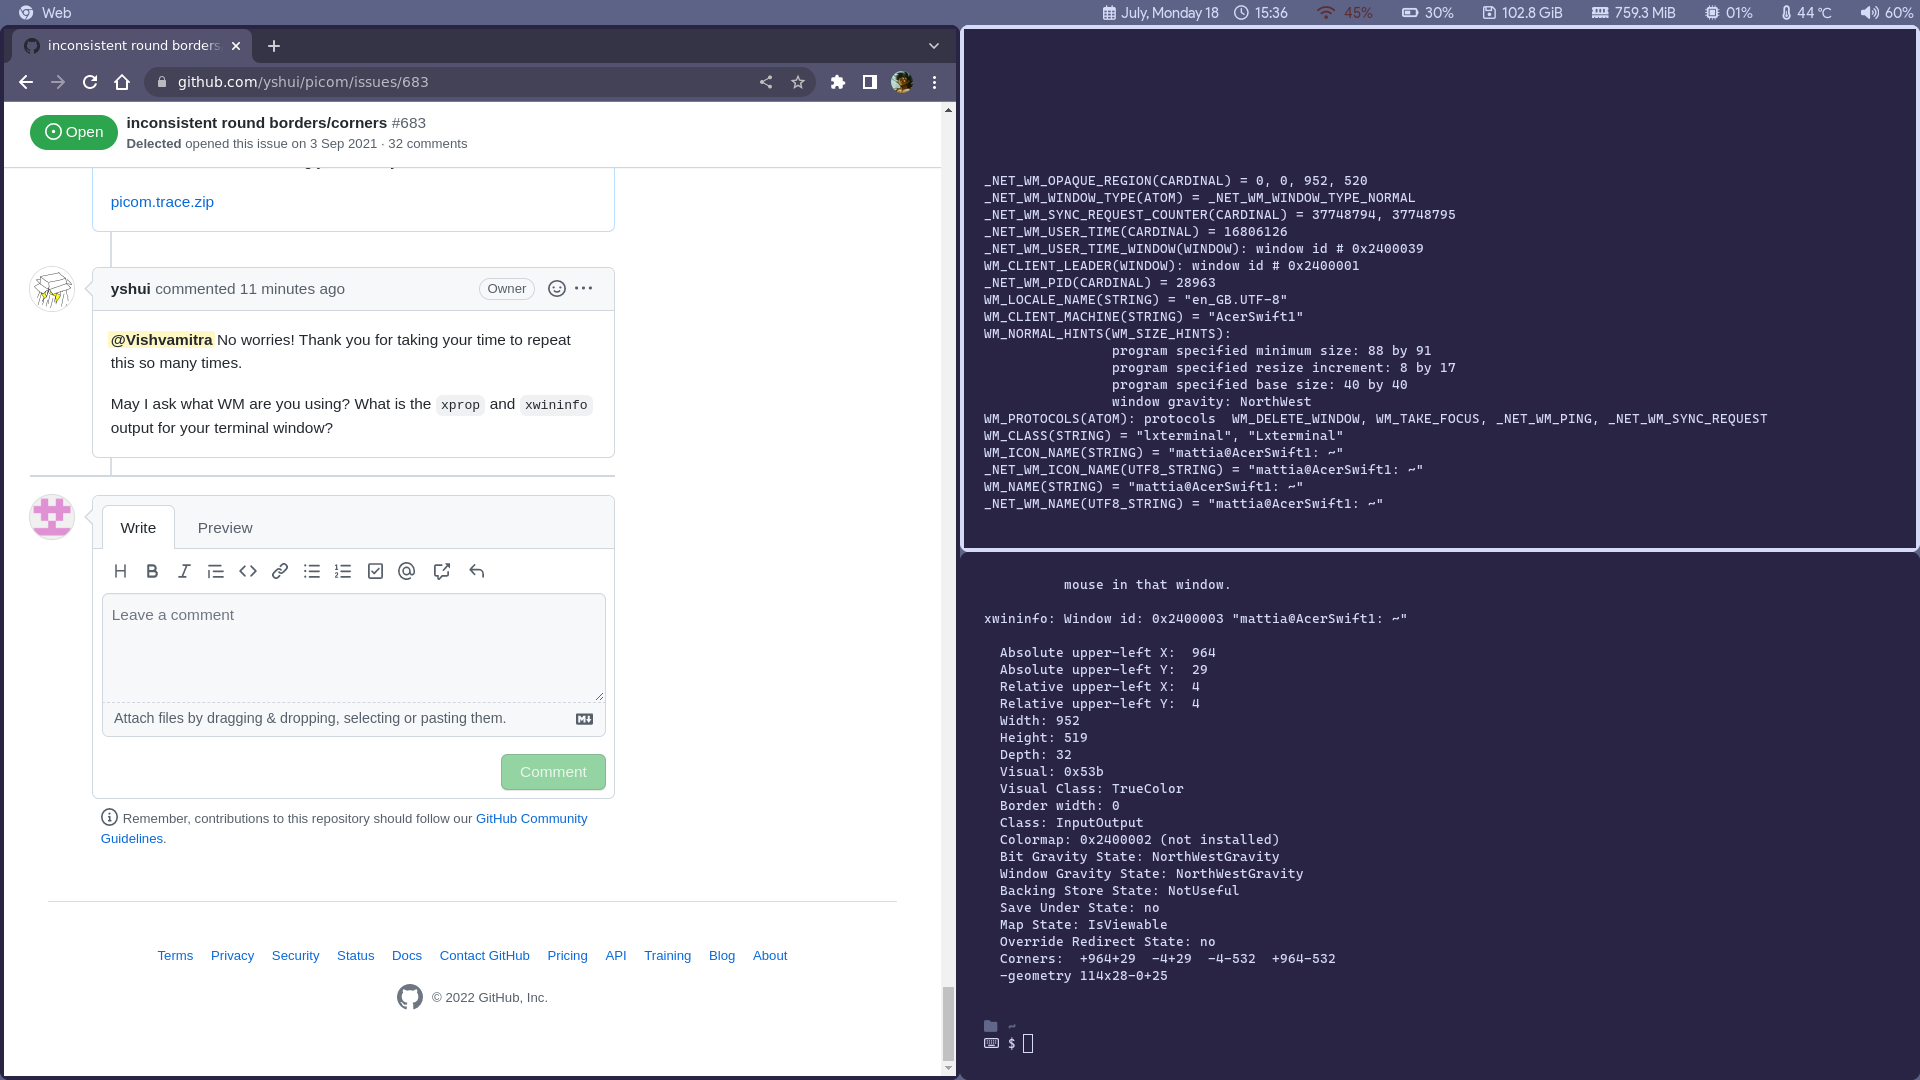 Web
July, Monday 18
15:36
45%
30%
102.8 GiB
759.3 MiB
01%
44 °C
60%
inconsistent round borders
github.com/yshui/picom/issues/683
Open
inconsistent round borders/corners #683
Delected opened this issue on 3 Sep 2021 · 32 comments
picom.trace.zip
yshui commented 11 minutes ago
Owner
@Vishvamitra No worries! Thank you for taking your time to repeat
this so many times.
May I ask what WM are you using? What is the xprop and xwininfo
output for your terminal window?
Write
Preview
Leave a comment
Attach files by dragging & dropping, selecting or pasting them.
Comment
Remember, contributions to this repository should follow our GitHub Community
Guidelines.
Terms Privacy Security Status Docs Contact GitHub Pricing API Training Blog About
© 2022 GitHub, Inc.
_NET_WM_OPAQUE_REGION(CARDINAL) = 0, 0, 952, 520
_NET_WM_WINDOW_TYPE(ATOM) = _NET_WM_WINDOW_TYPE_NORMAL
_NET_WM_SYNC_REQUEST_COUNTER(CARDINAL) = 37748794, 37748795
_NET_WM_USER_TIME(CARDINAL) = 16806126
_NET_WM_USER_TIME_WINDOW(WINDOW): window id # 0x2400039
WM_CLIENT_LEADER(WINDOW): window id # 0x2400001
_NET_WM_PID(CARDINAL) = 28963
WM_LOCALE_NAME(STRING) = "en_GB.UTF-8"
WM_CLIENT_MACHINE(STRING) = "AcerSwift1"
WM_NORMAL_HINTS(WM_SIZE_HINTS):
program specified minimum size: 88 by 91
program specified resize increment: 8 by 17
program specified base size: 40 by 40
window gravity: NorthWest
WM_PROTOCOLS(ATOM): protocols  WM_DELETE_WINDOW, WM_TAKE_FOCUS, _NET_WM_PING, _NET_WM_SYNC_REQUEST
WM_CLASS(STRING) = "lxterminal", "Lxterminal"
WM_ICON_NAME(STRING) = "mattia@AcerSwift1: ~"
_NET_WM_ICON_NAME(UTF8_STRING) = "mattia@AcerSwift1: ~"
WM_NAME(STRING) = "mattia@AcerSwift1: ~"
_NET_WM_NAME(UTF8_STRING) = "mattia@AcerSwift1: ~"
mouse in that window.
xwininfo: Window id: 0x2400003 "mattia@AcerSwift1: ~"
Absolute upper-left X:  964
Absolute upper-left Y:  29
Relative upper-left X:  4
Relative upper-left Y:  4
Width: 952
Height: 519
Depth: 32
Visual: 0x53b
Visual Class: TrueColor
Border width: 0
Class: InputOutput
Colormap: 0x2400002 (not installed)
Bit Gravity State: NorthWestGravity
Window Gravity State: NorthWestGravity
Backing Store State: NotUseful
Save Under State: no
Map State: IsViewable
Override Redirect State: no
Corners:  +964+29  -4+29  -4-532  +964-532
-geometry 114x28-0+25
~
$